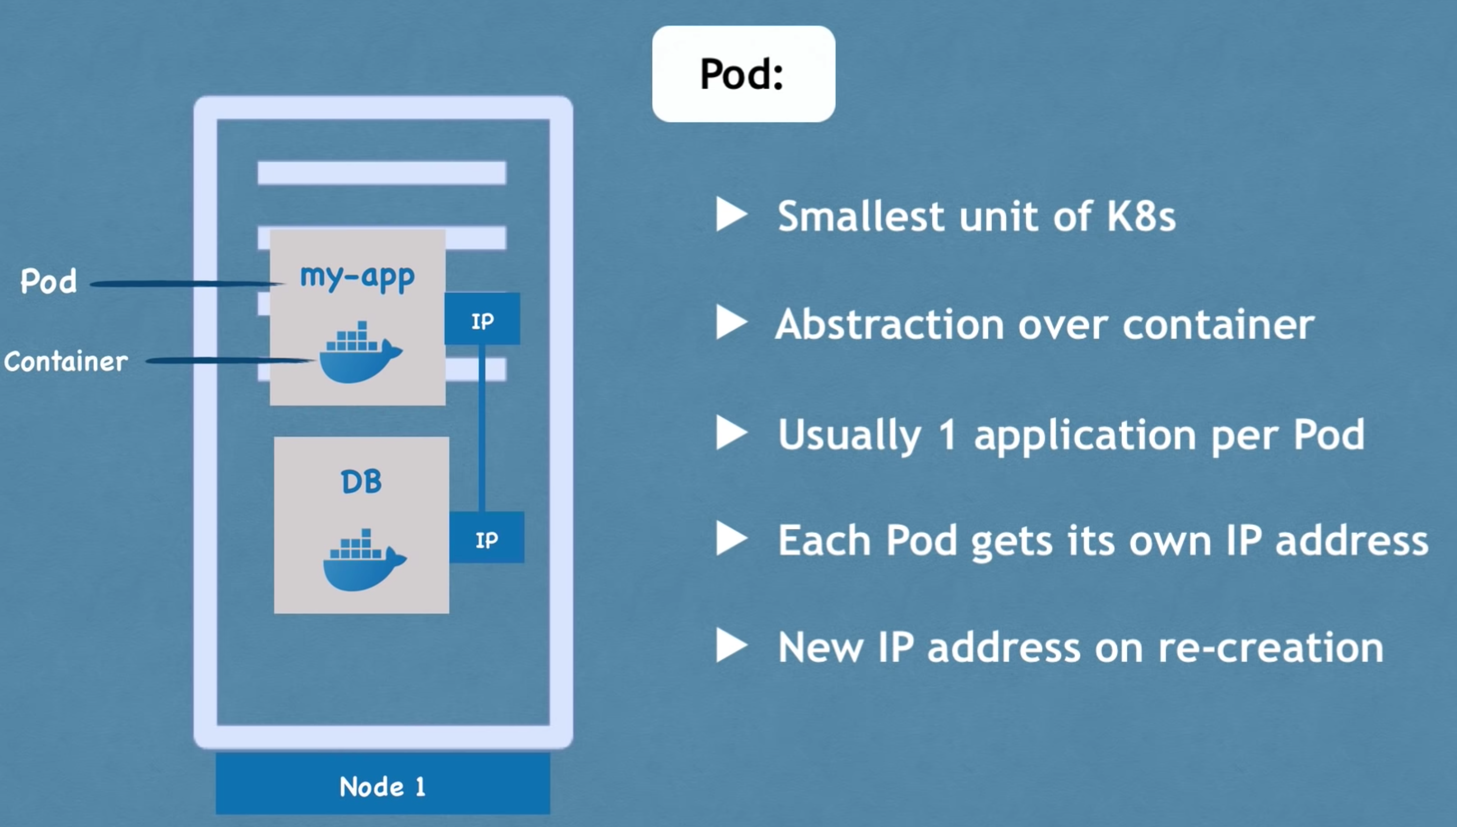 Pod:
Pod
Container
my-app
IP
DB
IP
Node 1
Smallest unit of K8s
Abstraction over container
Usually 1 application per Pod
Each Pod gets its own IP address
New IP address on re-creation